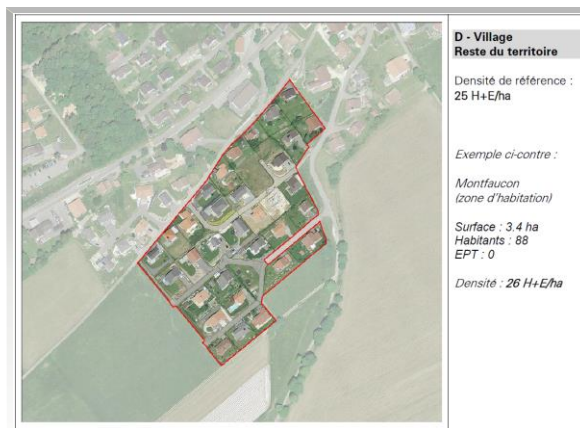 D - Village
Reste du territoire
Densité de référence :
25 H+E/ha
Exemple ci-contre :
Montfaucon
(zone d'habitation)
Surface : 3.4 ha
Habitants : 88
EPT : 0
Densité : 26 H+E/ha